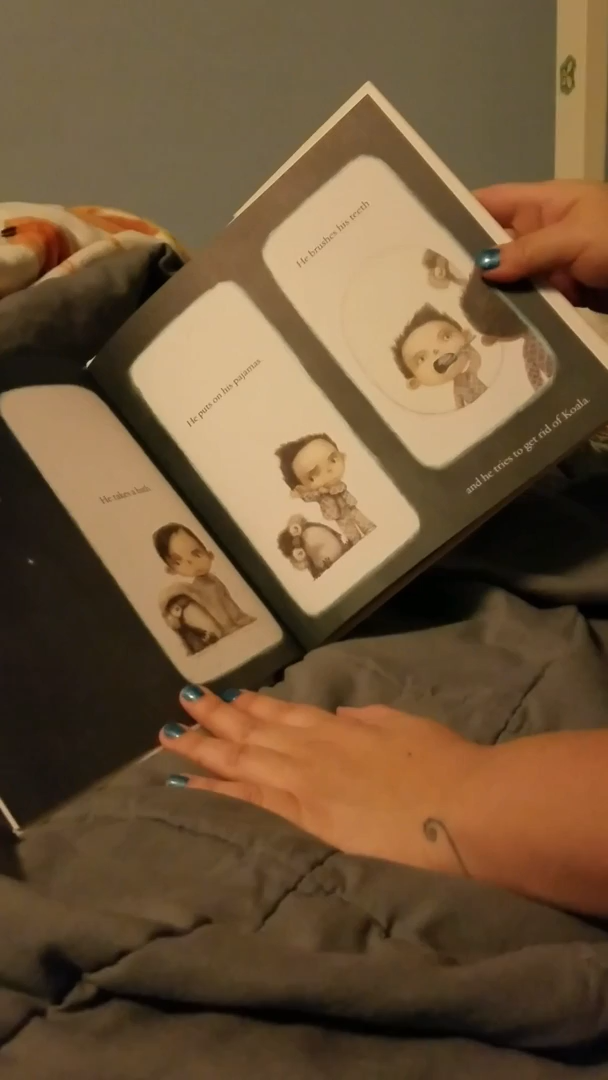 He takes a bath.
He puts on his pajamas.
He brushes his teeth
and he tries to get rid of Koala.